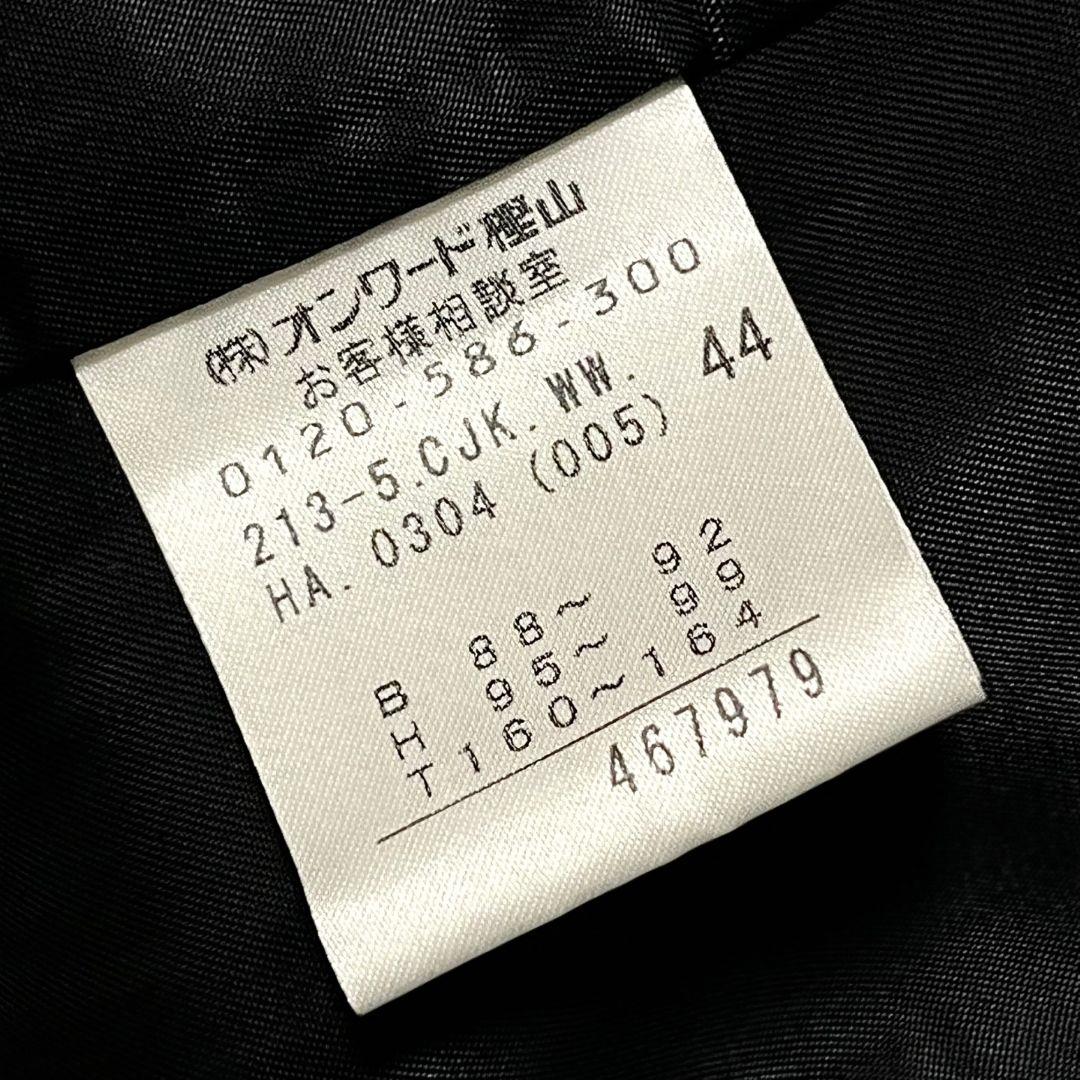 (株)オンワード樫山
お客様相談室
0120-586-300
213-5.CJK.WW. 44
HA. 0304 (005)
B 88~ 92
H 95~ 99
T 160~164
467979